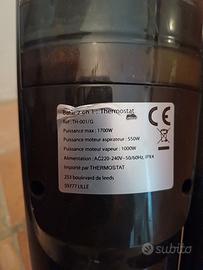 Balai 2 en 1 : Thermostat
Réf : TH-001/G
Puissance max : 1700W
Puissance moteur aspirateur : 550W
Puissance moteur vapeur : 1000W
Alimentation : AC220-240V~50/60Hz, IPX4
Importé par THERMOSTAT
253 boulevard de leeds
59777 LILLE
CE
subito